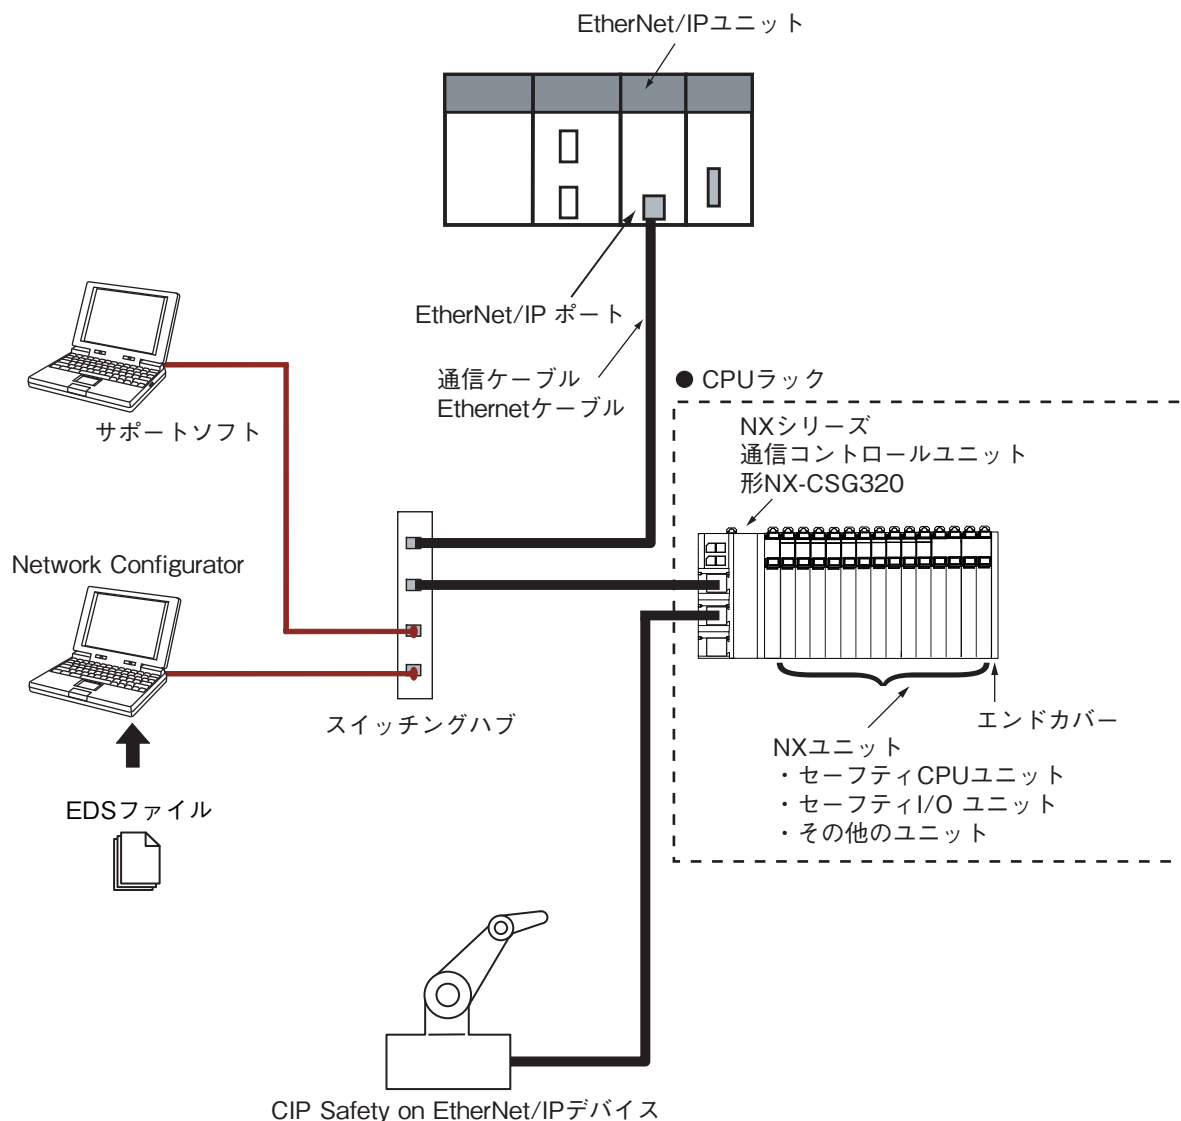 EtherNet/IPユニット
EtherNet/IP ポート
通信ケーブル
Ethernetケーブル
● CPUラック
NXシリーズ
通信コントロールユニット
形NX-CSG320
サポートソフト
Network Configurator
スイッチングハブ
エンドカバー
NXユニット
・セーフティCPUユニット
・セーフティI/O ユニット
・その他のユニット
EDSファイル
CIP Safety on EtherNet/IPデバイス